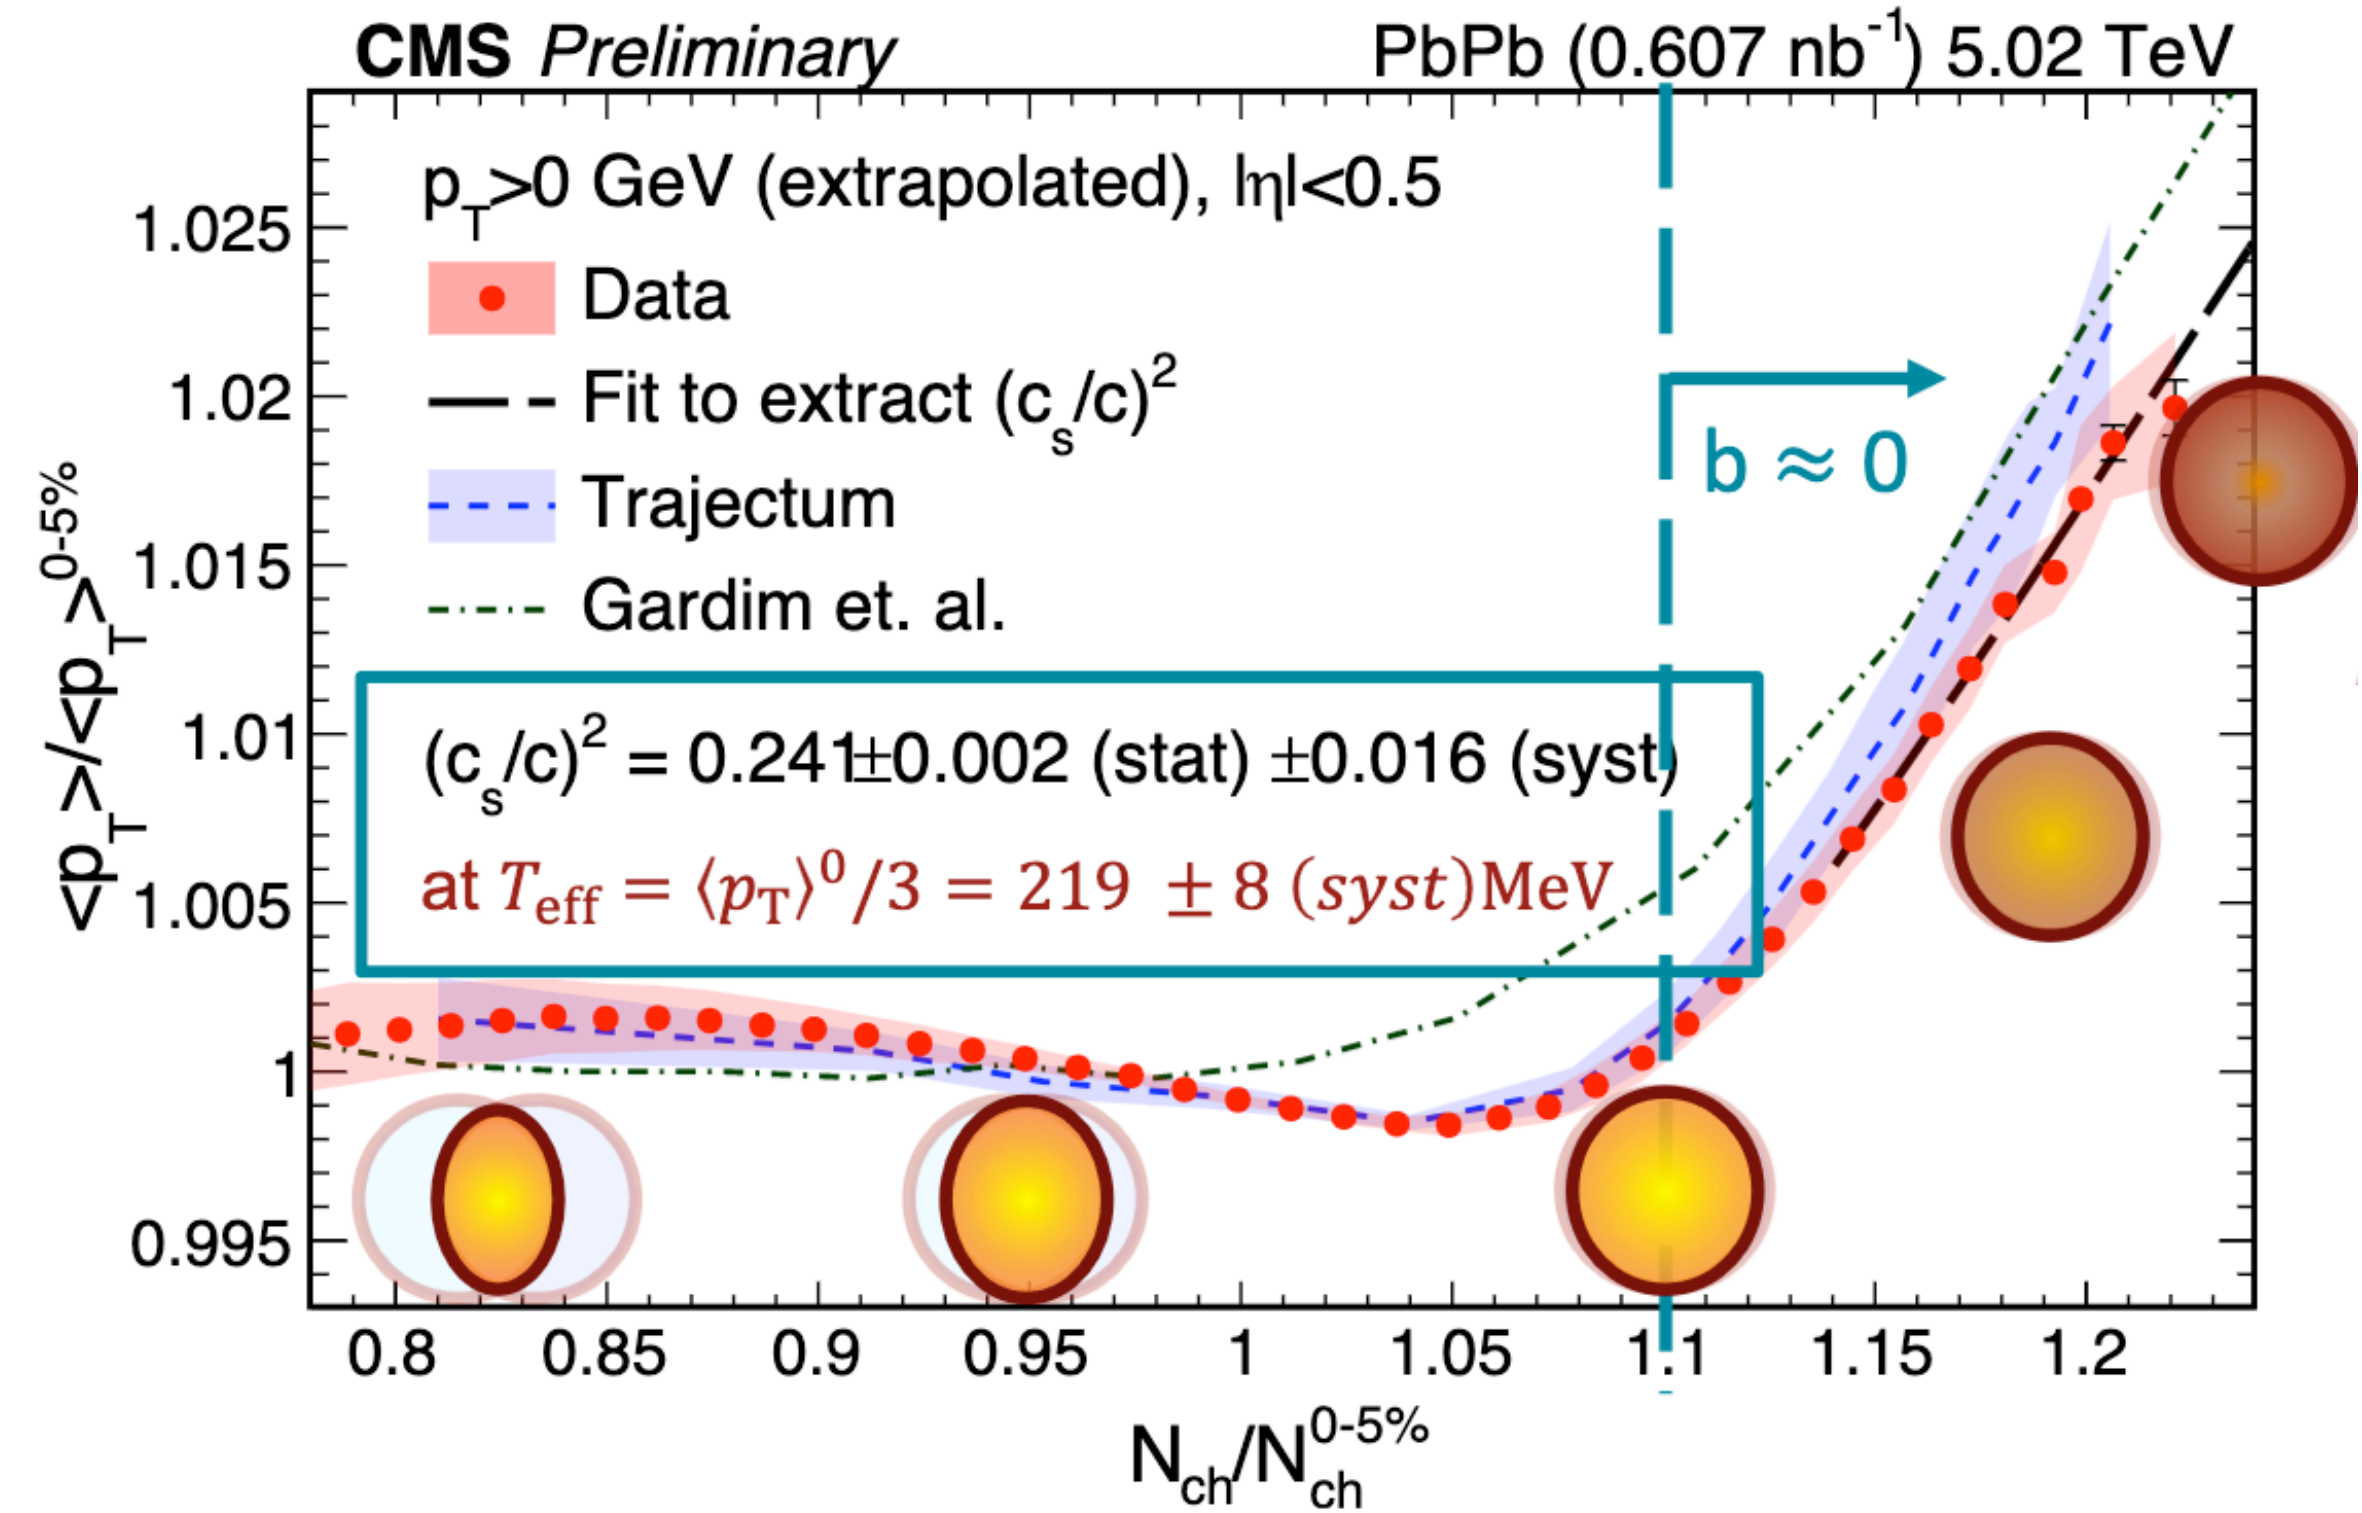 CMS Preliminary
PbPb (0.607 nb⁻¹) 5.02 TeV
p_T>0 GeV (extrapolated), |η|<0.5
Data
Fit to extract (c_s/c)²
Trajectum
Gardim et. al.
(c_s/c)² = 0.241±0.002 (stat) ±0.016 (syst)
at T_eff = ⟨p_T⟩⁰/3 = 219 ± 8 (syst)MeV
b ≈ 0
<p_T>/<p_T>^0-5%
1.025
1.02
1.015
1.01
1.005
1
0.995
0.8 0.85 0.9 0.95 1 1.05 1.1 1.15 1.2
N_ch/N_ch^0-5%